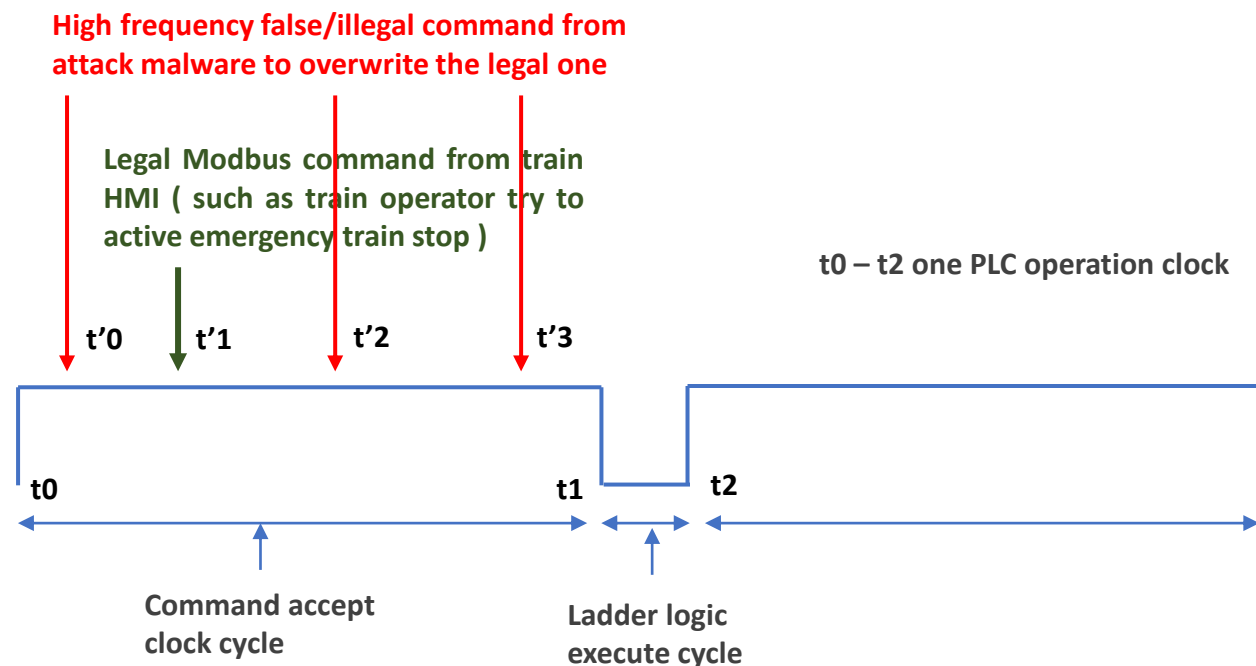 High frequency false/illegal command from
attack malware to overwrite the legal one
Legal Modbus command from train
HMI ( such as train operator try to
active emergency train stop )
t0 – t2 one PLC operation clock
t’0
t’1
t’2
t’3
t0
t1
t2
Command accept
clock cycle
Ladder logic
execute cycle